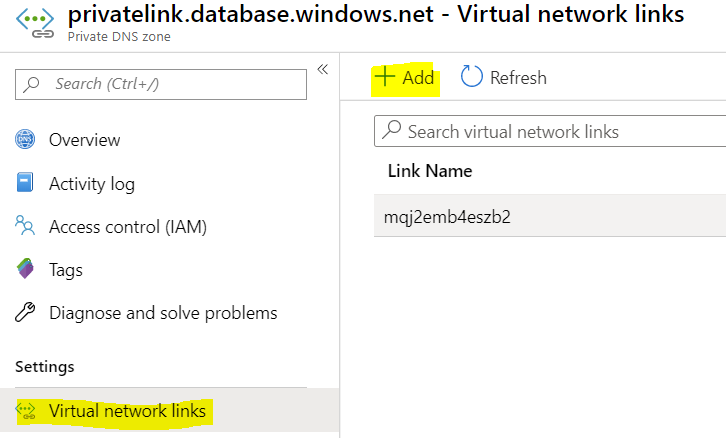 privatelink.database.windows.net - Virtual network links
Private DNS zone
Search (Ctrl+/)
«
Overview
Activity log
Access control (IAM)
Tags
Diagnose and solve problems
Settings
Virtual network links
+ Add
Refresh
Search virtual network links
Link Name
mqj2emb4eszb2